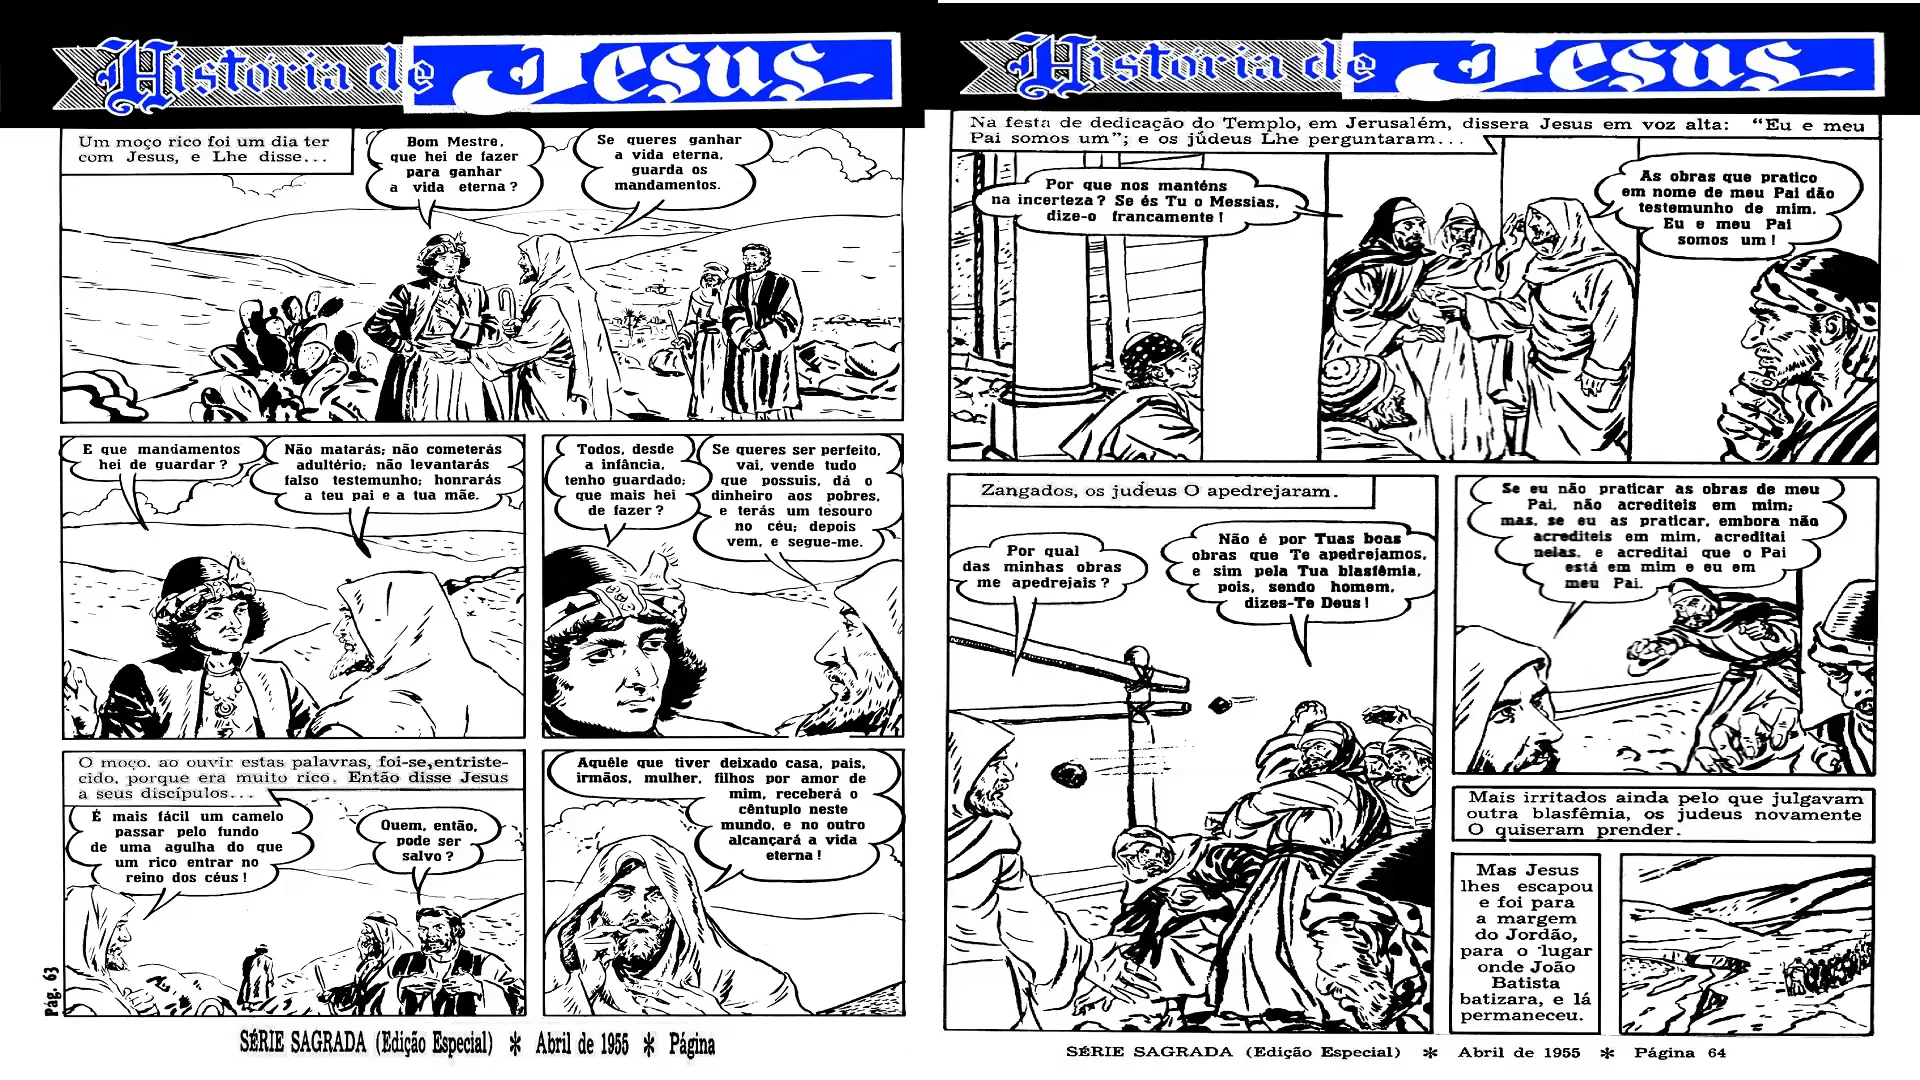 História de Jesus
Um moço rico foi um dia ter
com Jesus, e Lhe disse...
Bom Mestre,
que hei de fazer
para ganhar
a vida eterna?
Se queres ganhar
a vida eterna,
guarda os
mandamentos.
E que mandamentos
hei de guardar?
Não matarás; não cometerás
adultério; não levantarás
falso testemunho; honrarás
a teu pai e a tua mãe.
Todos, desde
a infância,
tenho guardado;
que mais hei
de fazer?
Se queres ser perfeito,
vai, vende tudo
que possuis, dá o
dinheiro aos pobres,
e terás um tesouro
no céu; depois
vem, e segue-me.
O moço, ao ouvir estas palavras, foi-se, entriste-
cido, porque era muito rico. Então disse Jesus
a seus discípulos...
É mais fácil um camelo
passar pelo fundo
de uma agulha do que
um rico entrar no
reino dos céus!
Quem, então,
pode ser
salvo?
Aquêle que tiver deixado casa, pais,
irmãos, mulher, filhos por amor de
mim, receberá o
cêntuplo neste
mundo, e no outro
alcançará a vida
eterna!
Pág. 63
SÉRIE SAGRADA (Edição Especial) * Abril de 1955 * Página
História de Jesus
Na festa de dedicação do Templo, em Jerusalém, dissera Jesus em voz alta: "Eu e meu
Pai somos um"; e os júdeus Lhe perguntaram...
Por que nos manténs
na incerteza? Se és Tu o Messias,
dize-o francamente!
As obras que pratico
em nome de meu Pai dão
testemunho de mim.
Eu e meu Pai
somos um!
Zangados, os judeus O apedrejaram.
Por qual
das minhas obras
me apedrejais?
Não é por Tuas boas
obras que Te apedrejamos,
e sim pela Tua blasfêmia,
pois, sendo homem,
dizes-Te Deus!
Se eu não praticar as obras de meu
Pai, não acrediteis em mim;
mas, se eu as praticar, embora não
acrediteis em mim, acreditai
nelas, e acreditai que o Pai
está em mim e eu em
meu Pai.
Mais irritados ainda pelo que julgavam
outra blasfêmia, os judeus novamente
O quiseram prender.
Mas Jesus
lhes escapou
e foi para
a margem
do Jordão,
para o lugar
onde João
Batista
batizara, e lá
permaneceu.
SÉRIE SAGRADA (Edição Especial) * Abril de 1955 * Página 64